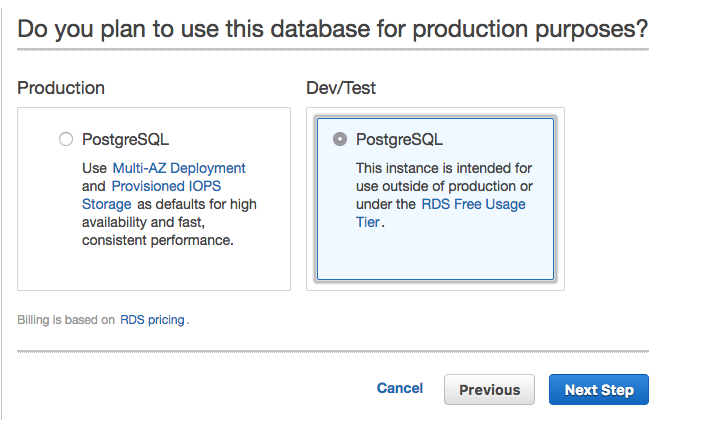 Do you plan to use this database for production purposes?
Production
Dev/Test
PostgreSQL
Use Multi-AZ Deployment
and Provisioned IOPS
Storage as defaults for high
availability and fast,
consistent performance.
PostgreSQL
This instance is intended for
use outside of production or
under the RDS Free Usage
Tier.
Billing is based on RDS pricing.
Cancel
Previous
Next Step